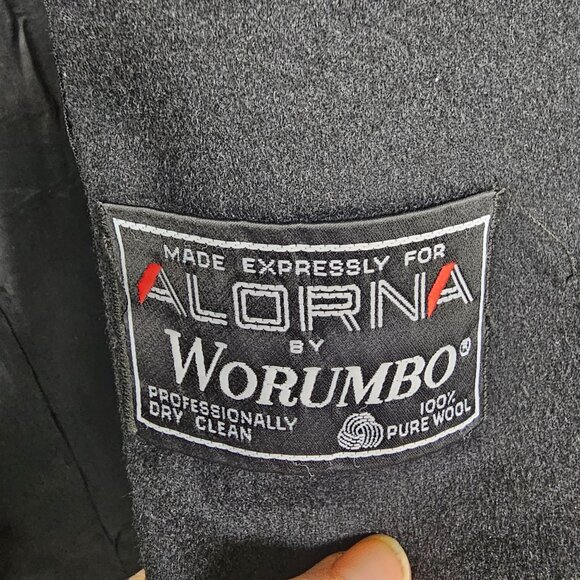 MADE EXPRESSLY FOR
ALORNA
BY
WORUMBO®
PROFESSIONALLY
DRY CLEAN
100%
PURE WOOL